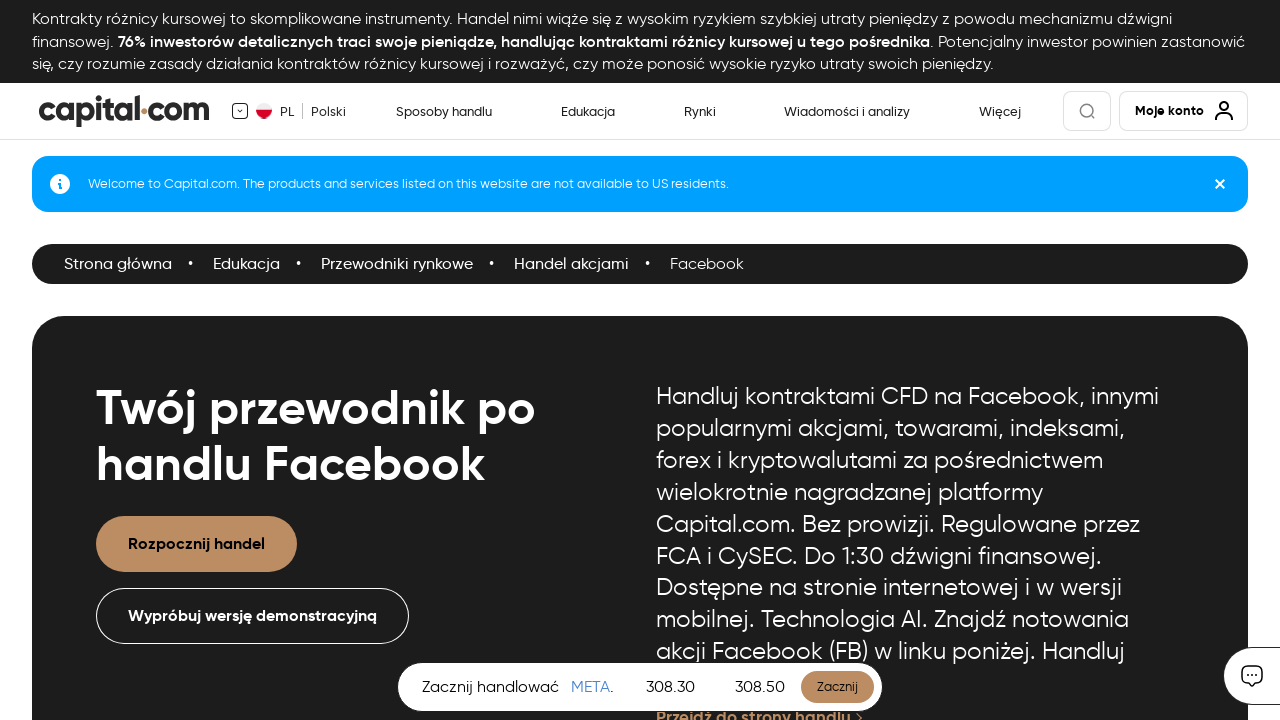 Kontrakty różnicy kursowej to skomplikowane instrumenty. Handel nimi wiąże się z wysokim ryzykiem szybkiej utraty pieniędzy z powodu mechanizmu dźwigni
finansowej. 76% inwestorów detalicznych traci swoje pieniądze, handlując kontraktami różnicy kursowej u tego pośrednika. Potencjalny inwestor powinien zastanowić
się, czy rozumie zasady działania kontraktów różnicy kursowej i rozważyć, czy może ponosić wysokie ryzyko utraty swoich pieniędzy.
capital.com PL Polski Sposoby handlu Edukacja Rynki Wiadomości i analizy Więcej Moje konto
Welcome to Capital.com. The products and services listed on this website are not available to US residents.
Strona główna • Edukacja • Przewodniki rynkowe • Handel akcjami • Facebook
Twój przewodnik po
handlu Facebook
Rozpocznij handel
Wypróbuj wersję demonstracyjną
Handluj kontraktami CFD na Facebook, innymi
popularnymi akcjami, towarami, indeksami,
forex i kryptowalutami za pośrednictwem
wielokrotnie nagradzanej platformy
Capital.com. Bez prowizji. Regulowane przez
FCA i CySEC. Do 1:30 dźwigni finansowej.
Dostępne na stronie internetowej i w wersji
mobilnej. Technologia AI. Znajdź notowania
akcji Facebook (FB) w linku poniżej. Handluj
Zacznij handlować META. 308.30 308.50 Zacznij
Przejdź do strony handlu